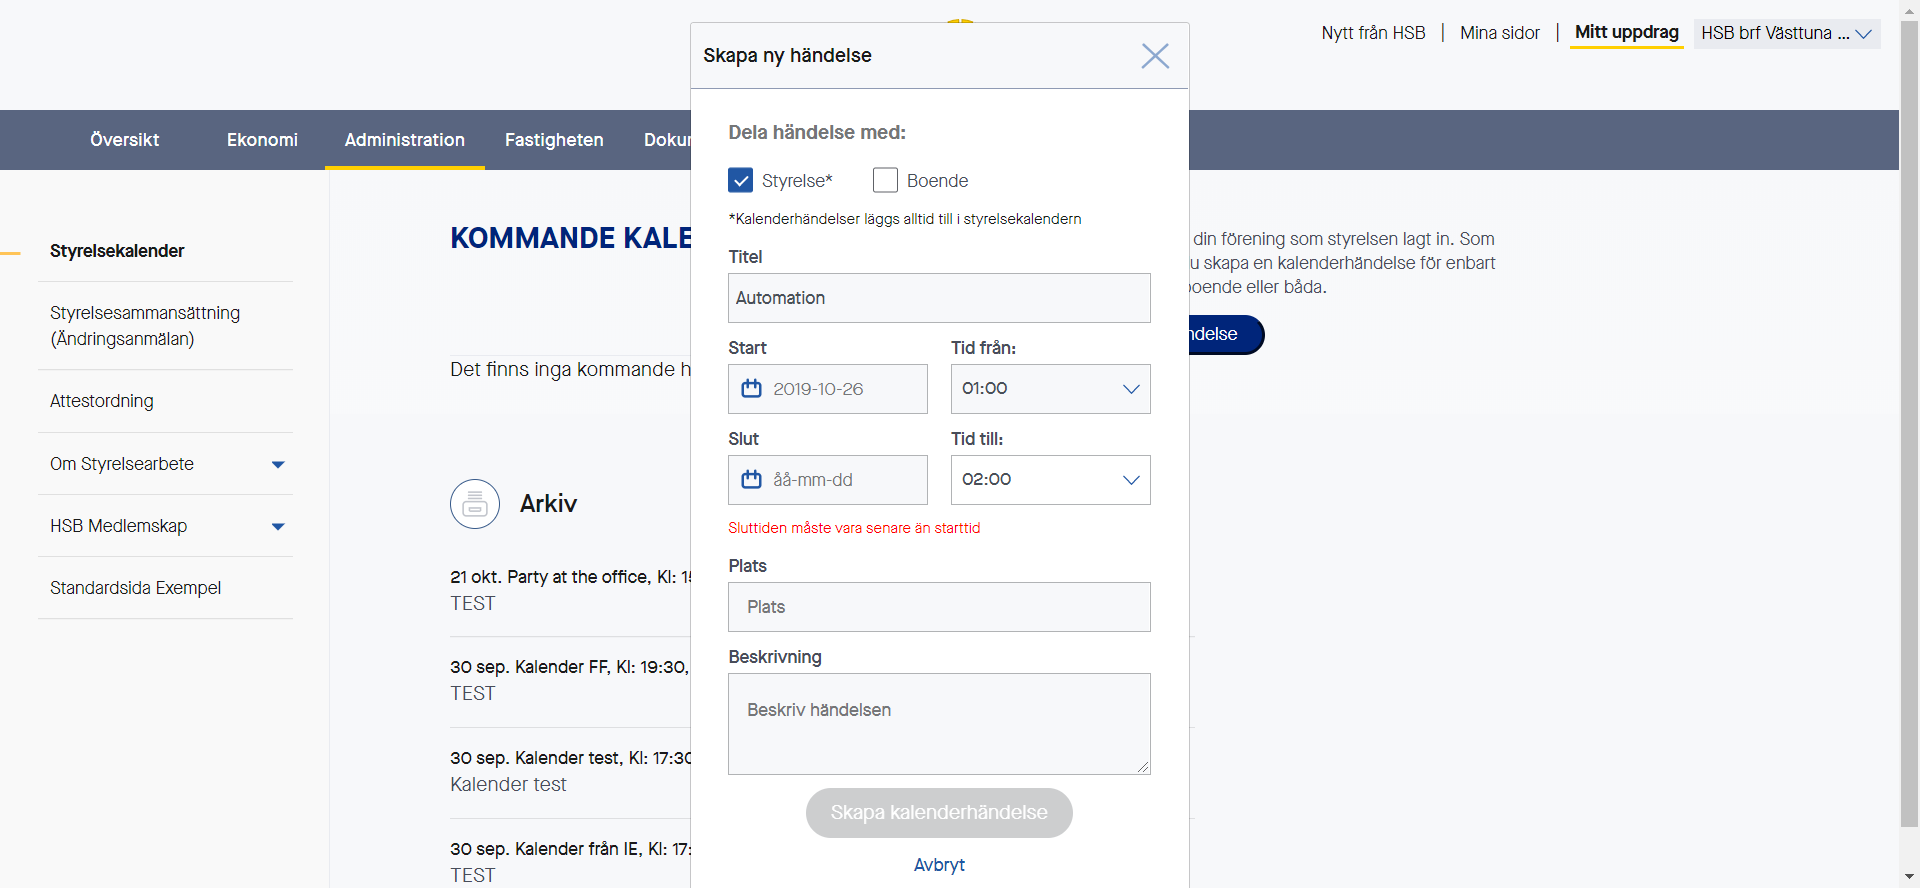 Nytt från HSB | Mina sidor | Mitt uppdrag HSB brf Västtuna ...
Översikt Ekonomi Administration Fastigheten
Styrelsekalender
Styrelsesammansättning
(Ändringsanmälan)
Attestordning
Om Styrelsearbete
HSB Medlemskap
Standardsida Exempel
KOMMANDE
Det finns inga kommande
Arkiv
21 okt. Party at the office, Kl:
TEST
30 sep. Kalender FF, Kl: 19:30,
TEST
30 sep. Kalender test, Kl: 17:30
Kalender test
30 sep. Kalender från IE, Kl: 17:
TEST
Skapa ny händelse
Dela händelse med:
Styrelse* Boende
*Kalenderhändelser läggs alltid till i styrelsekalendern
Titel
Automation
Start Tid från:
2019-10-26 01:00
Slut Tid till:
åå-mm-dd 02:00
Sluttiden måste vara senare än starttid
Plats
Plats
Beskrivning
Beskriv händelsen
Skapa kalenderhändelse
Avbryt
din förening som styrelsen lagt in. Som
skapa en kalenderhändelse för enbart
boende eller båda.